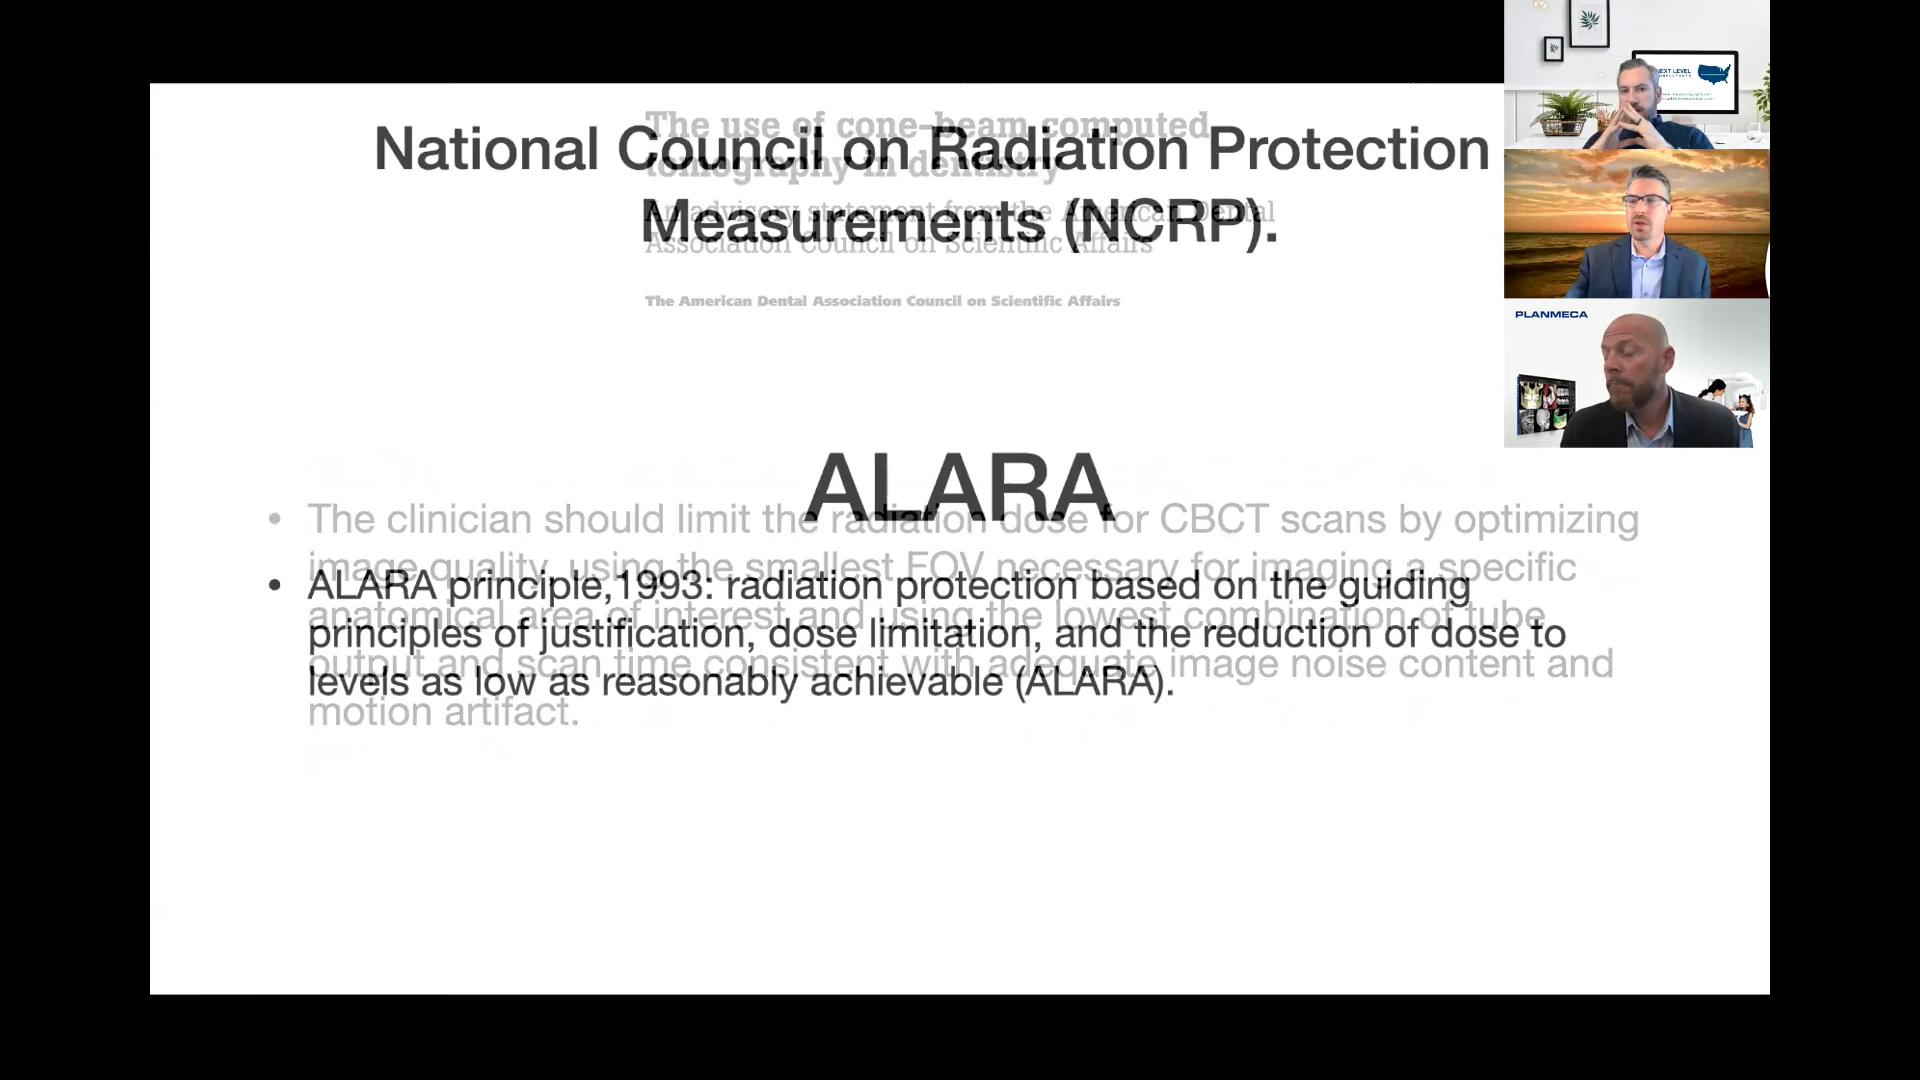 National Council on Radiation Protection
Measurements (NCRP).
The use of cone-beam computed
tomography in dentistry
An advisory statement from the American Dental
Association Council on Scientific Affairs
The American Dental Association Council on Scientific Affairs
ALARA
• ALARA principle,1993: radiation protection based on the guiding
principles of justification, dose limitation, and the reduction of dose to
levels as low as reasonably achievable (ALARA).
• The clinician should limit the radiation dose for CBCT scans by optimizing
image quality, using the smallest FOV necessary for imaging a specific
anatomical area of interest and using the lowest combination of tube
output and scan time consistent with adequate image noise content and
motion artifact.
NEXT LEVEL
PLANMECA